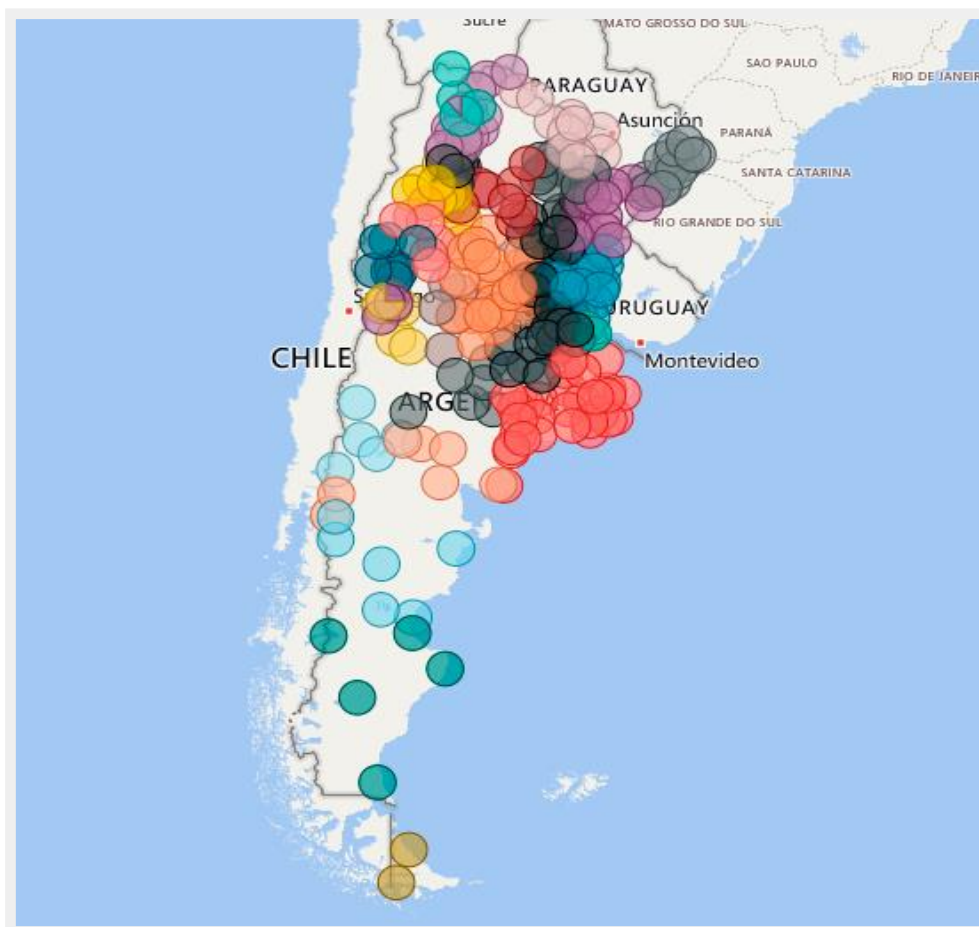 Sucre
MATO GROSSO DO SUL
SAO PAULO
RIO DE JANEIR
PARAGUAY
Asunción
PARANÁ
SANTA CATARINA
RIO GRANDE DO SUL
URUGUAY
CHILE
Montevideo
ARGE